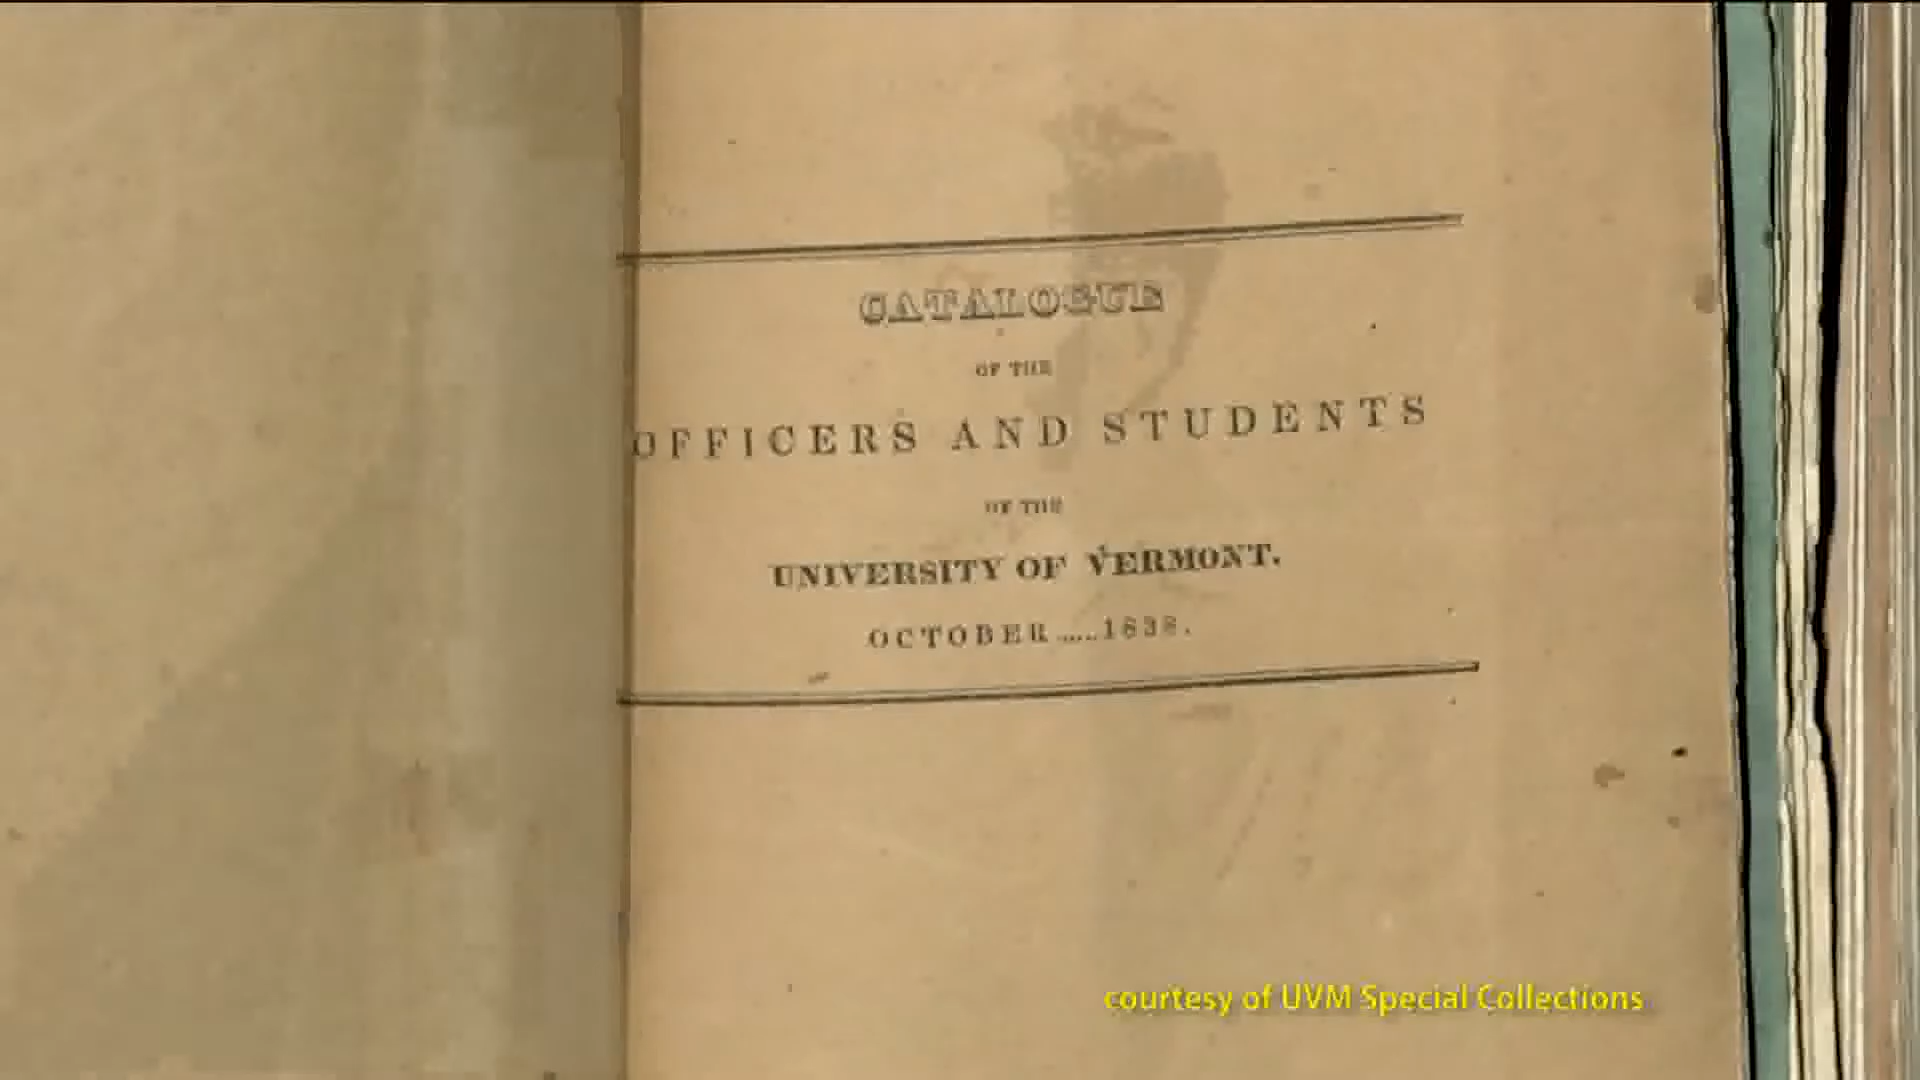 CATALOGUE
OF THE
OFFICERS AND STUDENTS
OF THE
UNIVERSITY OF VERMONT.
OCTOBER.....1838.
courtesy of UVM Special Collections